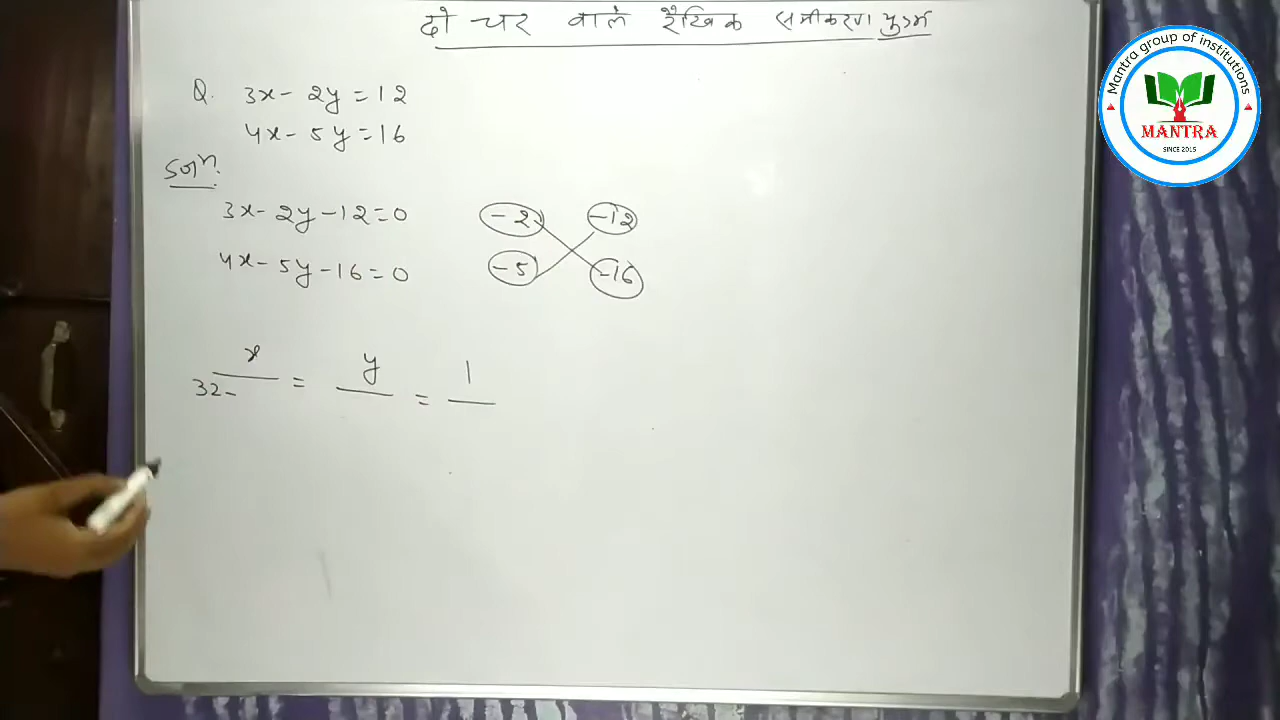 दो चर वाले रैखिक समीकरण युग्म
Q. 3x - 2y = 12
4x - 5y = 16
Solⁿ.
3x - 2y - 12 = 0
4x - 5y - 16 = 0
-2 -12
-5 -16
x = y = 1
32 -
Mantra group of institutions
MANTRA
SINCE 2015